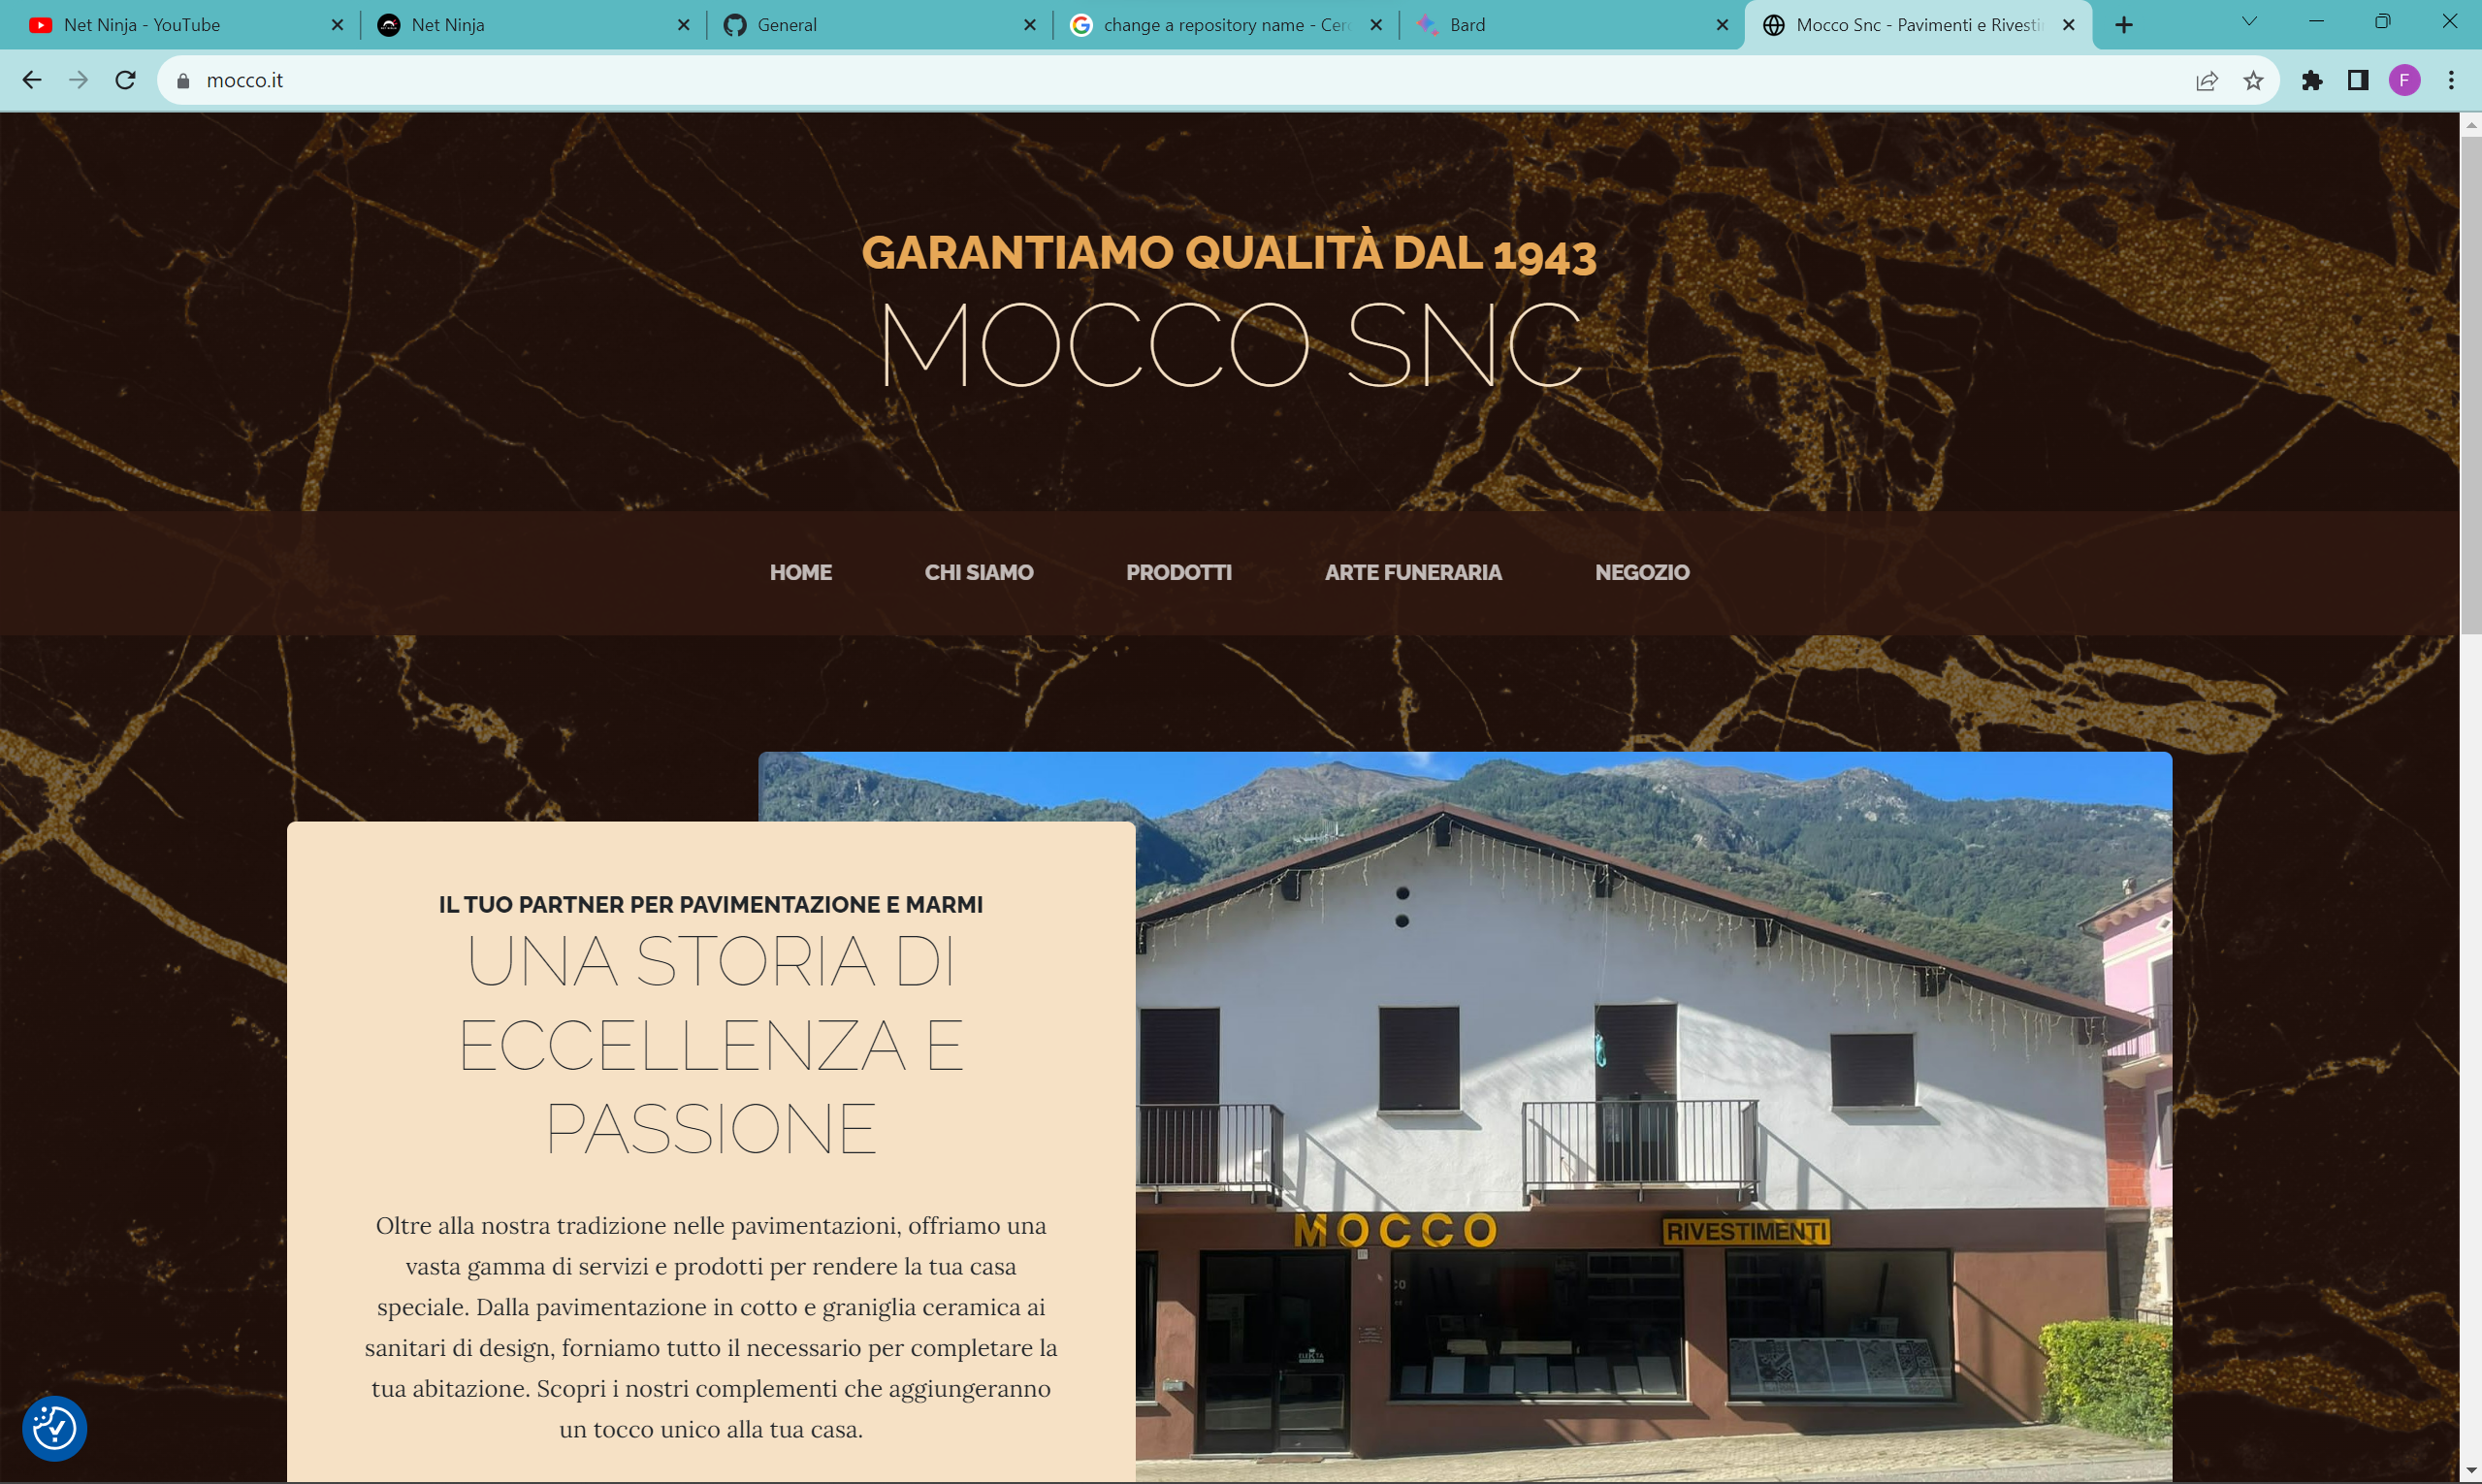 Net Ninja - YouTube
Net Ninja
General
change a repository name - Cerc
Bard
Mocco Snc - Pavimenti e Rivesti
mocco.it
F
GARANTIAMO QUALITÀ DAL 1943
MOCCO SNC
HOME
CHI SIAMO
PRODOTTI
ARTE FUNERARIA
NEGOZIO
IL TUO PARTNER PER PAVIMENTAZIONE E MARMI
UNA STORIA DI
ECCELLENZA E
PASSIONE
Oltre alla nostra tradizione nelle pavimentazioni, offriamo una
vasta gamma di servizi e prodotti per rendere la tua casa
speciale. Dalla pavimentazione in cotto e graniglia ceramica ai
sanitari di design, forniamo tutto il necessario per completare la
tua abitazione. Scopri i nostri complementi che aggiungeranno
un tocco unico alla tua casa.
MOCCO
RIVESTIMENTI